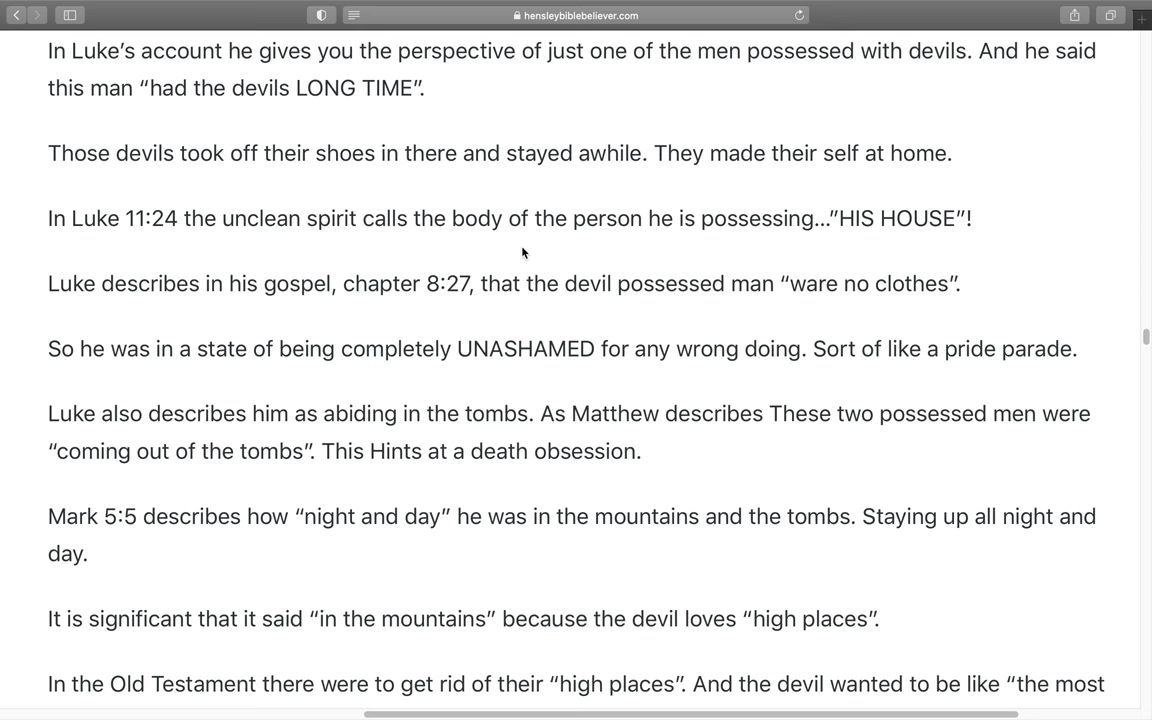 hensleybiblebeliever.com
In Luke’s account he gives you the perspective of just one of the men possessed with devils. And he said
this man “had the devils LONG TIME”.
Those devils took off their shoes in there and stayed awhile. They made their self at home.
In Luke 11:24 the unclean spirit calls the body of the person he is possessing...”HIS HOUSE”!
Luke describes in his gospel, chapter 8:27, that the devil possessed man “ware no clothes”.
So he was in a state of being completely UNASHAMED for any wrong doing. Sort of like a pride parade.
Luke also describes him as abiding in the tombs. As Matthew describes These two possessed men were
“coming out of the tombs”. This Hints at a death obsession.
Mark 5:5 describes how “night and day” he was in the mountains and the tombs. Staying up all night and
day.
It is significant that it said “in the mountains” because the devil loves “high places”.
In the Old Testament there were to get rid of their “high places”. And the devil wanted to be like “the most